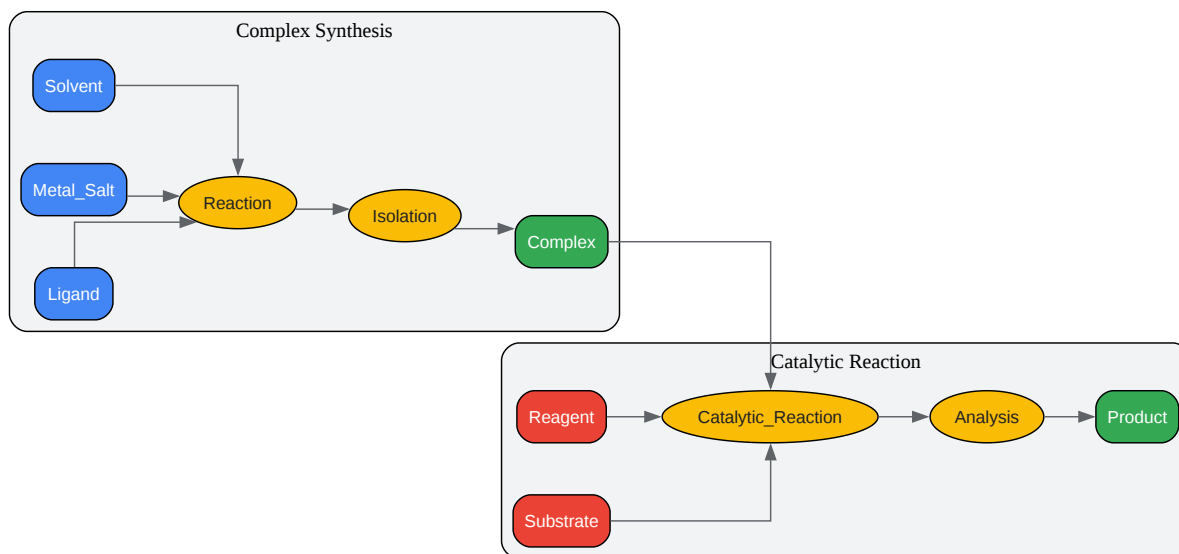 Complex Synthesis
Solvent
Metal_Salt
Reaction
Isolation
Complex
Ligand
Catalytic Reaction
Reagent
Catalytic_Reaction
Analysis
Product
Substrate